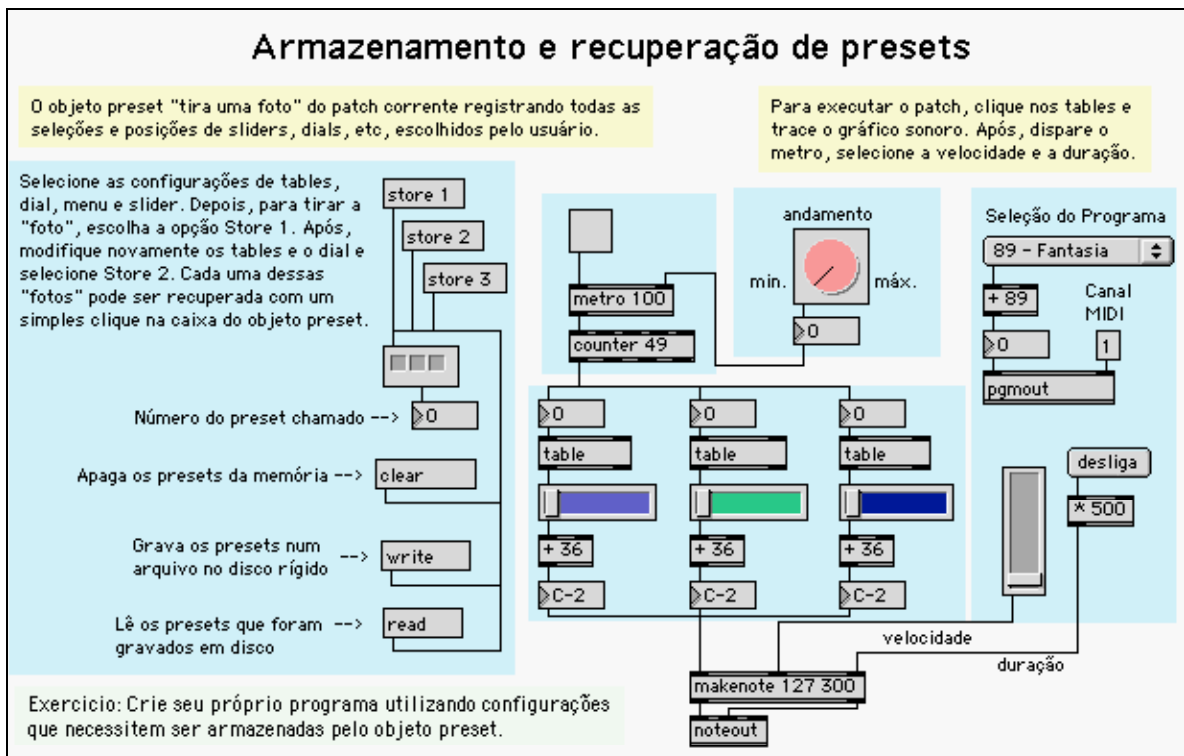 Armazenamento e recuperação de presets
O objeto preset "tira uma foto" do patch corrente registrando todas as
seleções e posições de sliders, dials, etc, escolhidos pelo usuário.
Para executar o patch, clique nos tables e
trace o gráfico sonoro. Após, dispare o
metro, selecione a velocidade e a duração.
Selecione as configurações de tables,
dial, menu e slider. Depois, para tirar a
"foto", escolha a opção Store 1. Após,
modifique novamente os tables e o dial e
selecione Store 2. Cada uma dessas
"fotos" pode ser recuperada com um
simples clique na caixa do objeto preset.
store 1
store 2
store 3
Número do preset chamado -->
0
Apaga os presets da memória -->
clear
Grava os presets num
arquivo no disco rígido
-->
write
Lê os presets que foram
gravados em disco
-->
read
metro 100
counter 49
andamento
min.
máx.
0
Seleção do Programa
89 - Fantasia
+ 89
Canal
MIDI
0
1
pgmout
0
0
0
table
table
table
+ 36
+ 36
+ 36
C-2
C-2
C-2
desliga
* 500
velocidade
duração
makenote 127 300
noteout
Exercicio: Crie seu próprio programa utilizando configurações
que necessitem ser armazenadas pelo objeto preset.